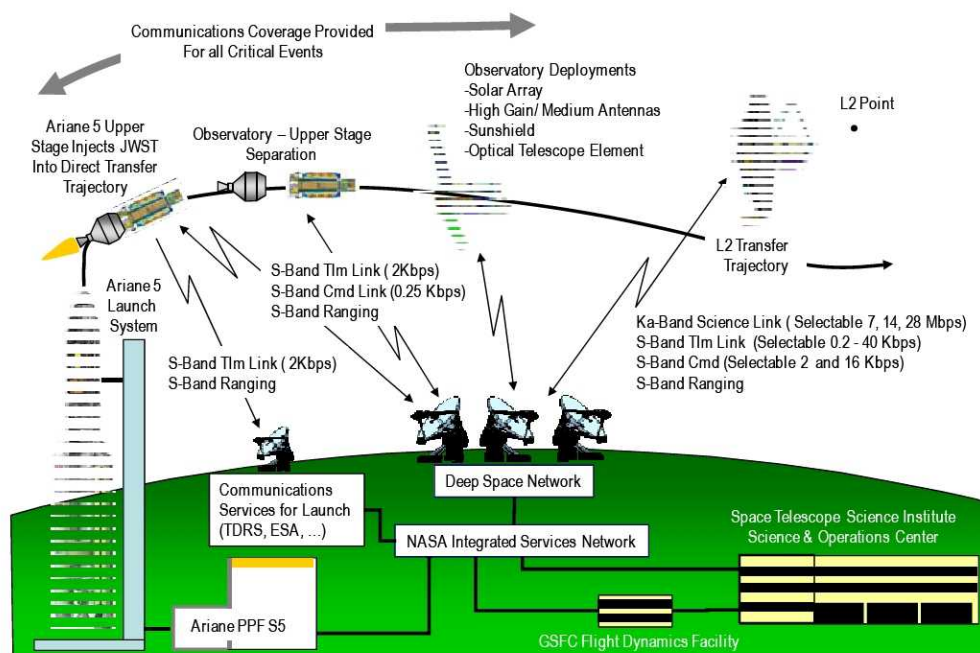 Communications Coverage Provided
For all Critical Events
Ariane 5 Upper
Stage Injects JWST
Into Direct Transfer
Trajectory
Observatory – Upper Stage
Separation
Observatory Deployments
-Solar Array
-High Gain/ Medium Antennas
-Sunshield
-Optical Telescope Element
L2 Point
L2 Transfer
Trajectory
Ariane 5
Launch
System
S-Band Tlm Link ( 2Kbps)
S-Band Cmd Link (0.25 Kbps)
S-Band Ranging
Ka-Band Science Link ( Selectable 7, 14, 28 Mbps)
S-Band Tlm Link (Selectable 0.2 - 40 Kbps)
S-Band Cmd (Selectable 2 and 16 Kbps)
S-Band Ranging
S-Band Tlm Link ( 2Kbps)
S-Band Ranging
Communications
Services for Launch
(TDRS, ESA, ...)
Deep Space Network
NASA Integrated Services Network
Space Telescope Science Institute
Science & Operations Center
Ariane PPF S5
GSFC Flight Dynamics Facility